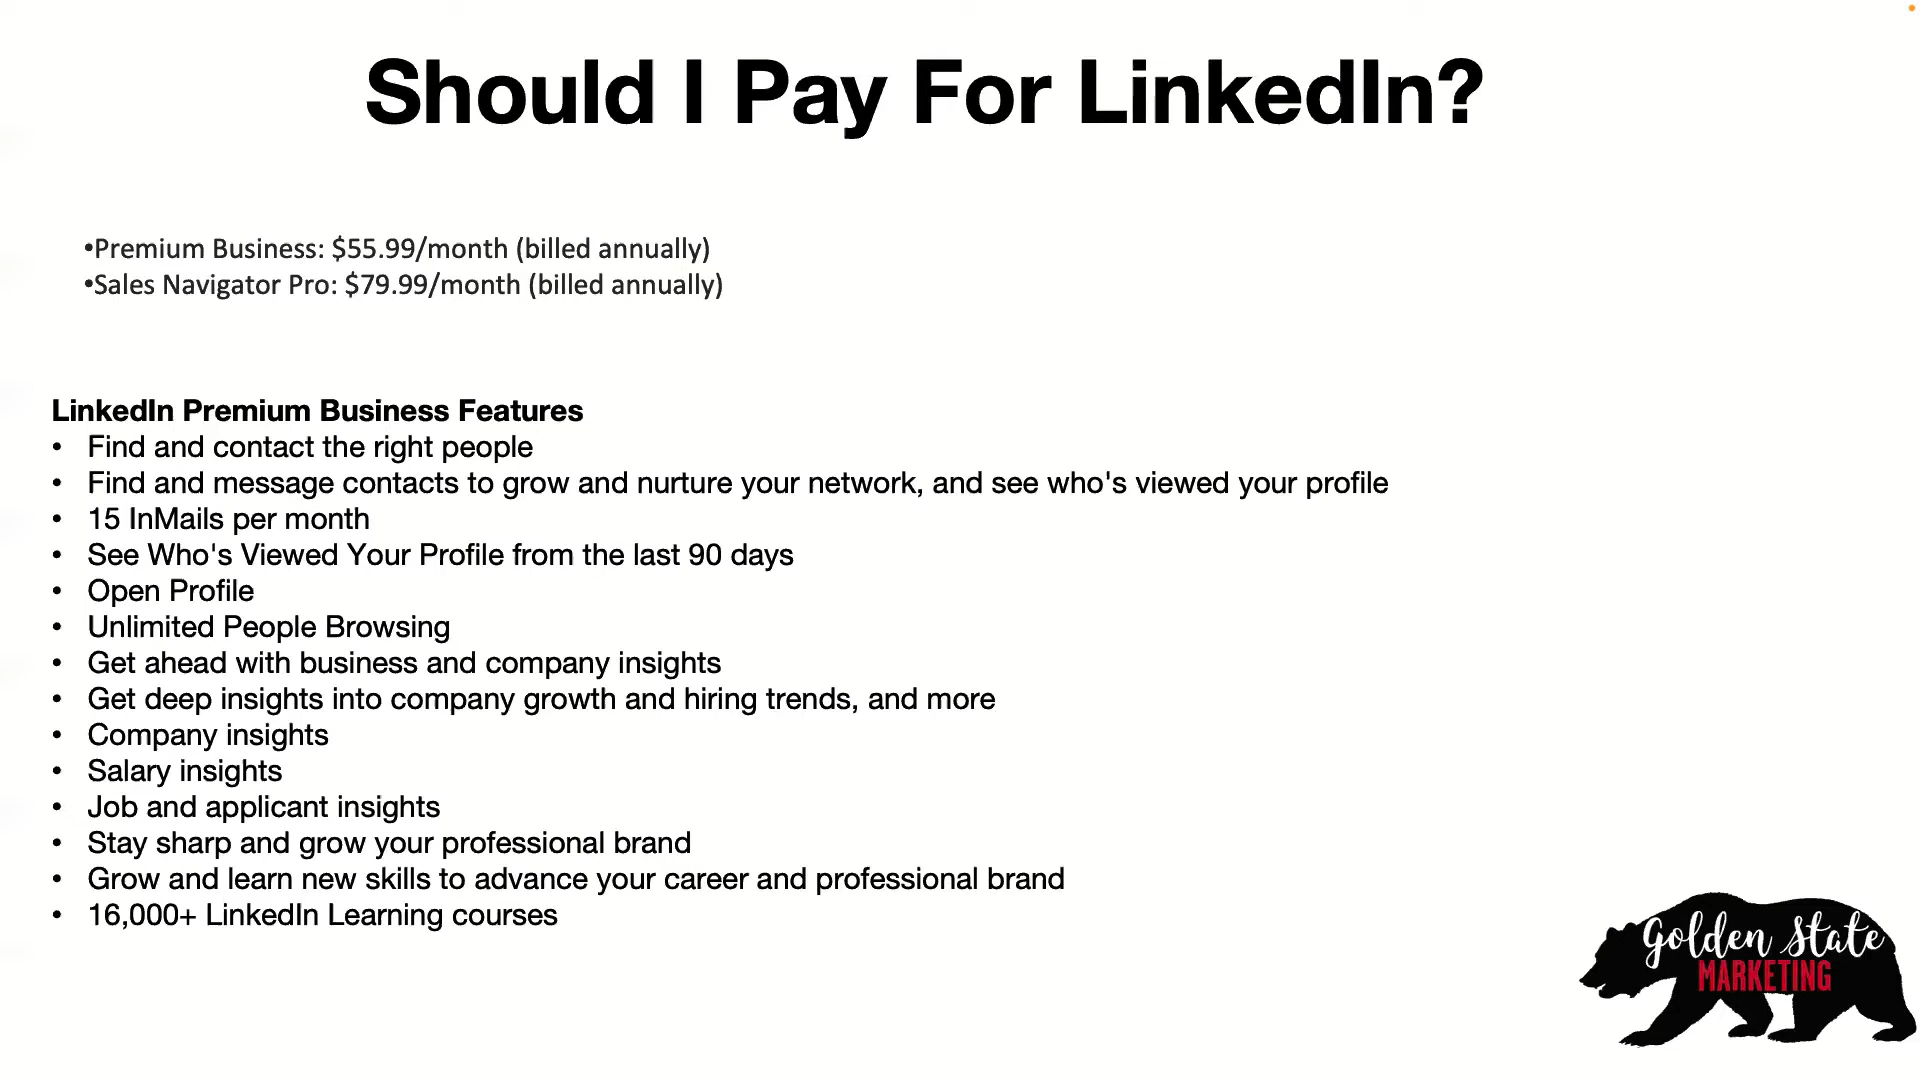 Should I Pay For LinkedIn?
•Premium Business: $55.99/month (billed annually)
•Sales Navigator Pro: $79.99/month (billed annually)
LinkedIn Premium Business Features
• Find and contact the right people
• Find and message contacts to grow and nurture your network, and see who's viewed your profile
• 15 InMails per month
• See Who's Viewed Your Profile from the last 90 days
• Open Profile
• Unlimited People Browsing
• Get ahead with business and company insights
• Get deep insights into company growth and hiring trends, and more
• Company insights
• Salary insights
• Job and applicant insights
• Stay sharp and grow your professional brand
• Grow and learn new skills to advance your career and professional brand
• 16,000+ LinkedIn Learning courses
Golden State
MARKETING